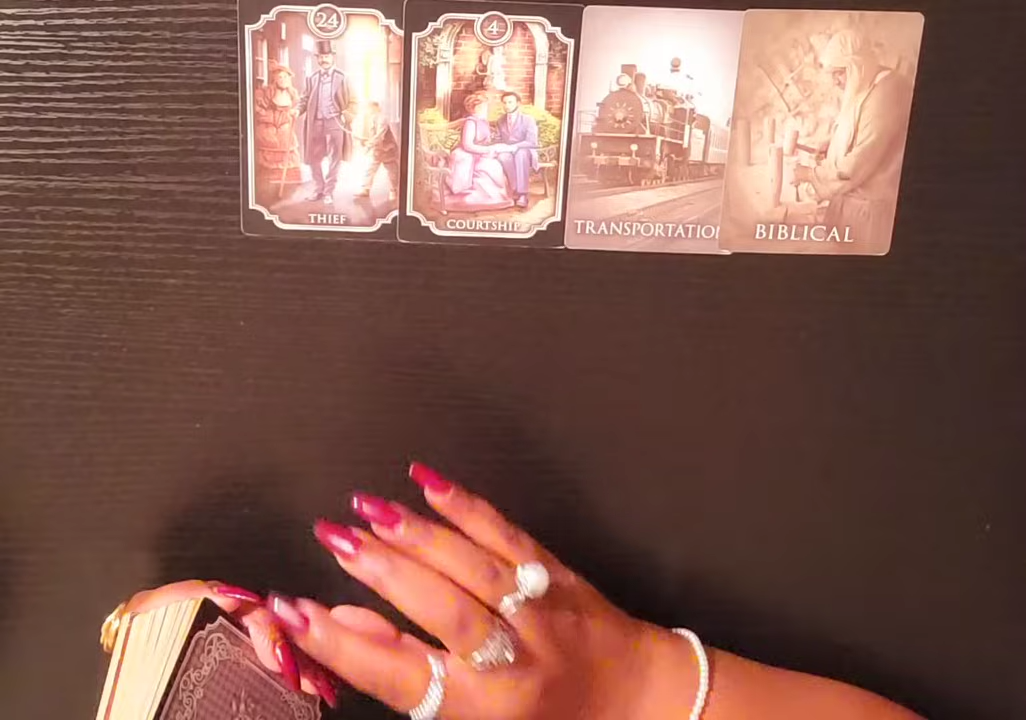 24
THIEF
4
COURTSHIP
TRANSPORTATIO
BIBLICAL